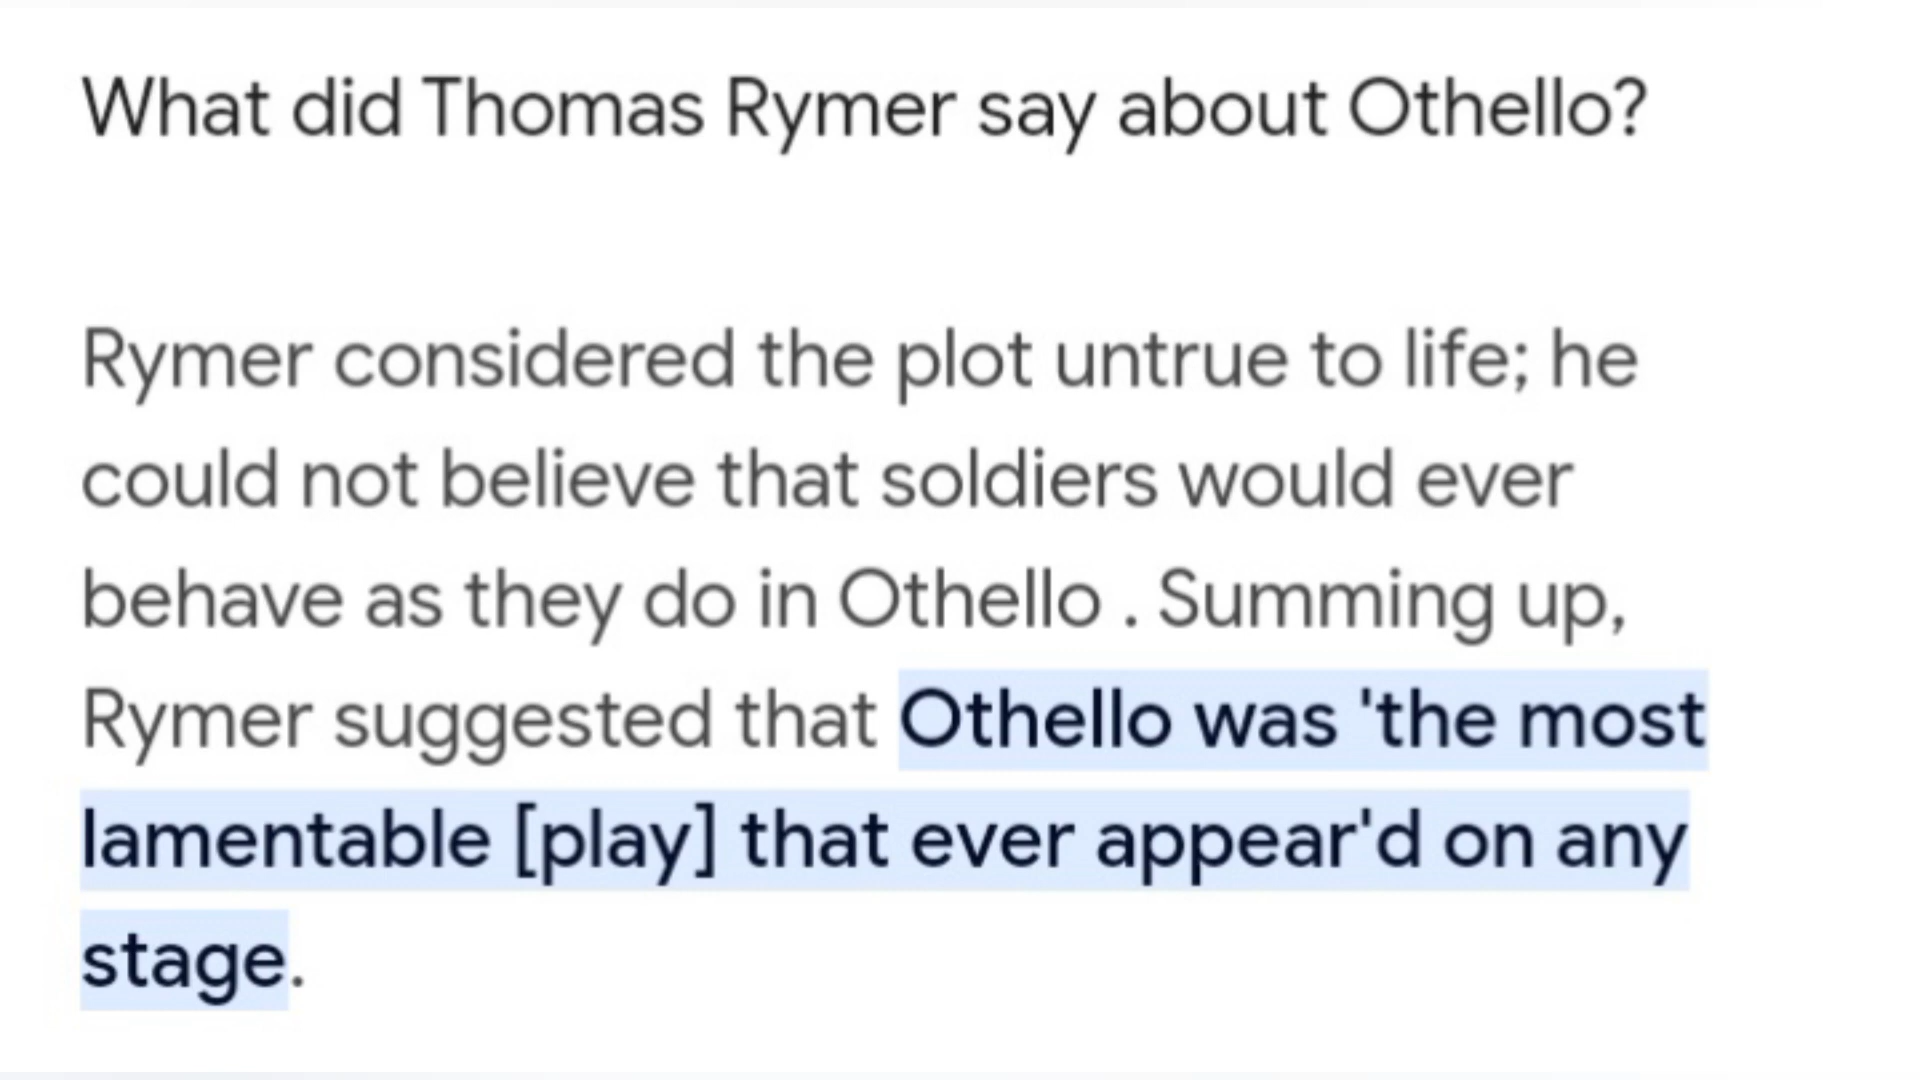 What did Thomas Rymer say about Othello?
Rymer considered the plot untrue to life; he
could not believe that soldiers would ever
behave as they do in Othello . Summing up,
Rymer suggested that Othello was 'the most
lamentable [play] that ever appear'd on any
stage.